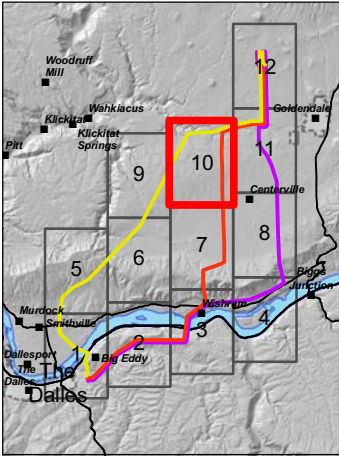 Woodruff
Mill
12
Wahkiacus
Klickitat
Goldendale
Klickitat
Springs
Pitt
11
10
9
Centerville
8
7
6
5
Biggs
Junction
Murdock
Wishram
Smithville
4
3
2
1
Big Eddy
Dallesport
The
Dalles
The
Dalles